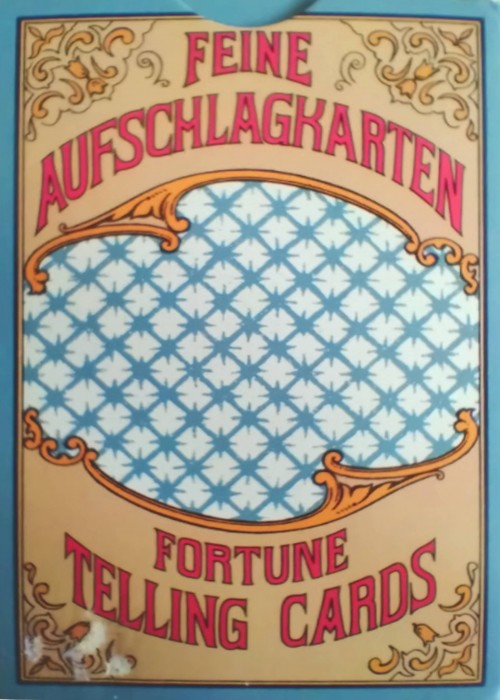 FEINE
AUFSCHLAGKARTEN
FORTUNE
TELLING CARDS